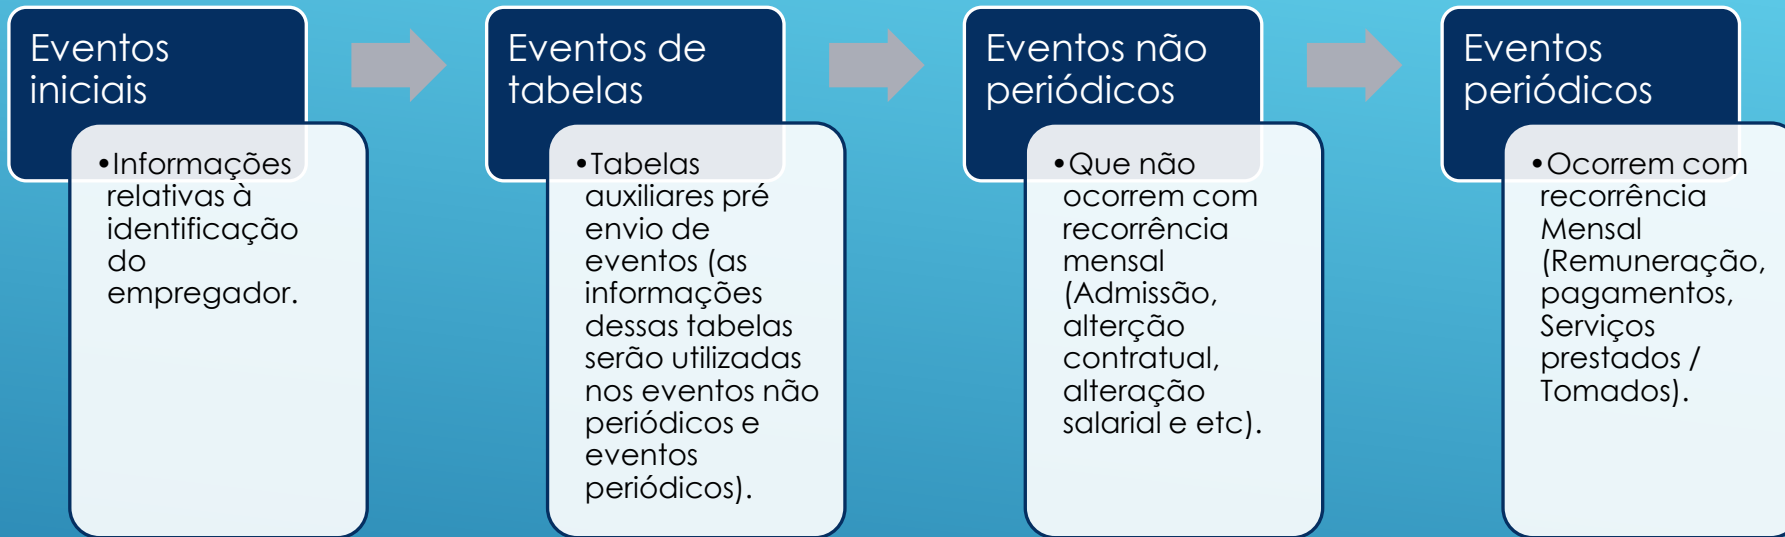 Eventos
iniciais
•Informações
relativas à
identificação
do
empregador.
Eventos de
tabelas
•Tabelas
auxiliares pré
envio de
eventos (as
informações
dessas tabelas
serão utilizadas
nos eventos não
periódicos e
eventos
periódicos).
Eventos não
periódicos
•Que não
ocorrem com
recorrência
mensal
(Admissão,
alterção
contratual,
alteração
salarial e etc).
Eventos
periódicos
•Ocorrem com
recorrência
Mensal
(Remuneração,
pagamentos,
Serviços
prestados /
Tomados).